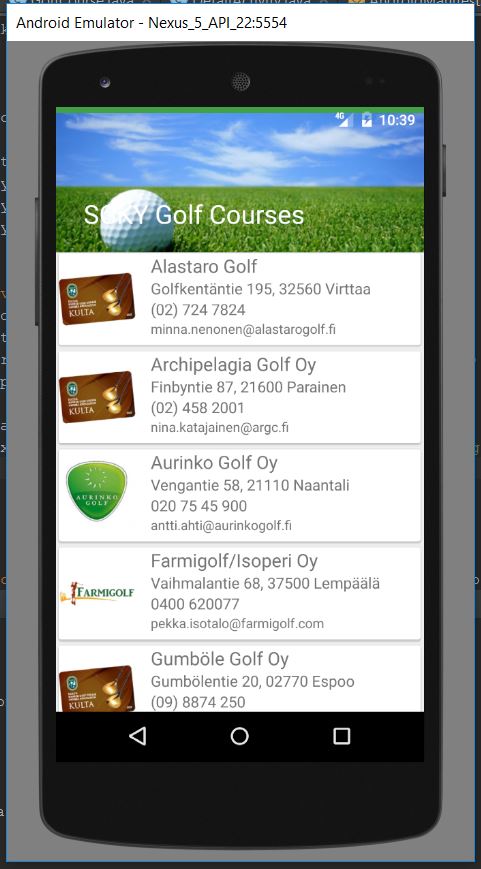 Android Emulator - Nexus_5_API_22:5554
4G
10:39
SGKY Golf Courses
KULTA
Alastaro Golf
Golfkentäntie 195, 32560 Virttaa
(02) 724 7824
minna.nenonen@alastarogolf.fi
KULTA
Archipelagia Golf Oy
Finbyntie 87, 21600 Parainen
(02) 458 2001
nina.katajainen@argc.fi
AURINKO
GOLF
Aurinko Golf Oy
Vengantie 58, 21110 Naantali
020 75 45 900
antti.ahti@aurinkogolf.fi
FARMIGOLF
Farmigolf/Isoperi Oy
Vaihmalantie 68, 37500 Lempäälä
0400 620077
pekka.isotalo@farmigolf.com
KULTA
Gumböle Golf Oy
Gumbölentie 20, 02770 Espoo
(09) 8874 250